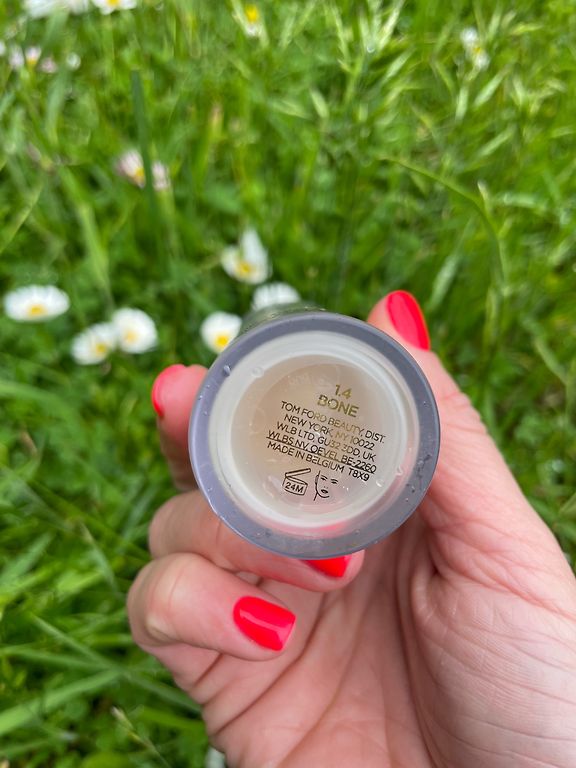 1.4
BONE
TOM FORD BEAUTY, DIST.
NEW YORK, NY 10022
WLB LTD, GU32 3DD, UK
WLBS NV, OEVEL BE-2260
MADE IN BELGIUM T8X9
24M